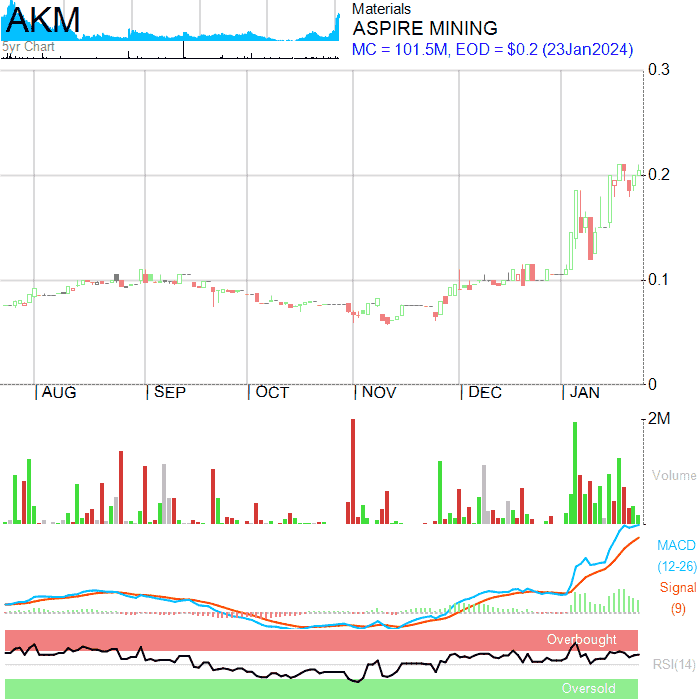 AKM
5yr Chart
Materials
ASPIRE MINING
MC = 101.5M, EOD = $0.2 (23Jan2024)
0.3
0.2
0.1
0
| AUG | SEP | OCT | NOV | DEC | JAN
2M
Volume
MACD
(12-26)
Signal
(9)
Overbought
RSI(14)
Oversold